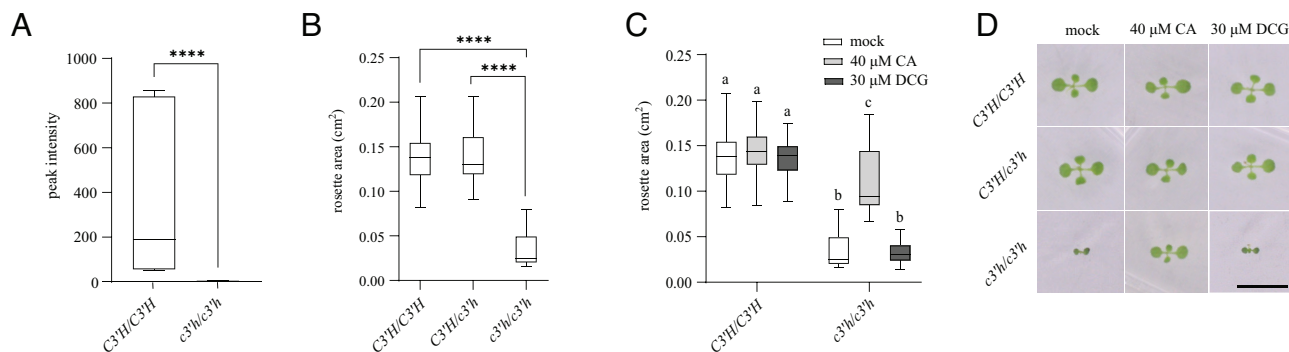 A
****
1000
800
600
400
200
0
peak intensity
C3'H/C3'H
c3'h/c3'h
B
****
****
0.25
0.20
0.15
0.10
0.05
0.00
rosette area (cm²)
C3'H/C3'H
C3'H/c3'h
c3'h/c3'h
C
mock
40 µM CA
30 µM DCG
0.25
0.20
0.15
0.10
0.05
0.00
rosette area (cm²)
a
a
a
b
c
b
C3'H/C3'H
c3'h/c3'h
D
mock 40 µM CA 30 µM DCG
C3'H/C3'H
C3'H/c3'h
c3'h/c3'h